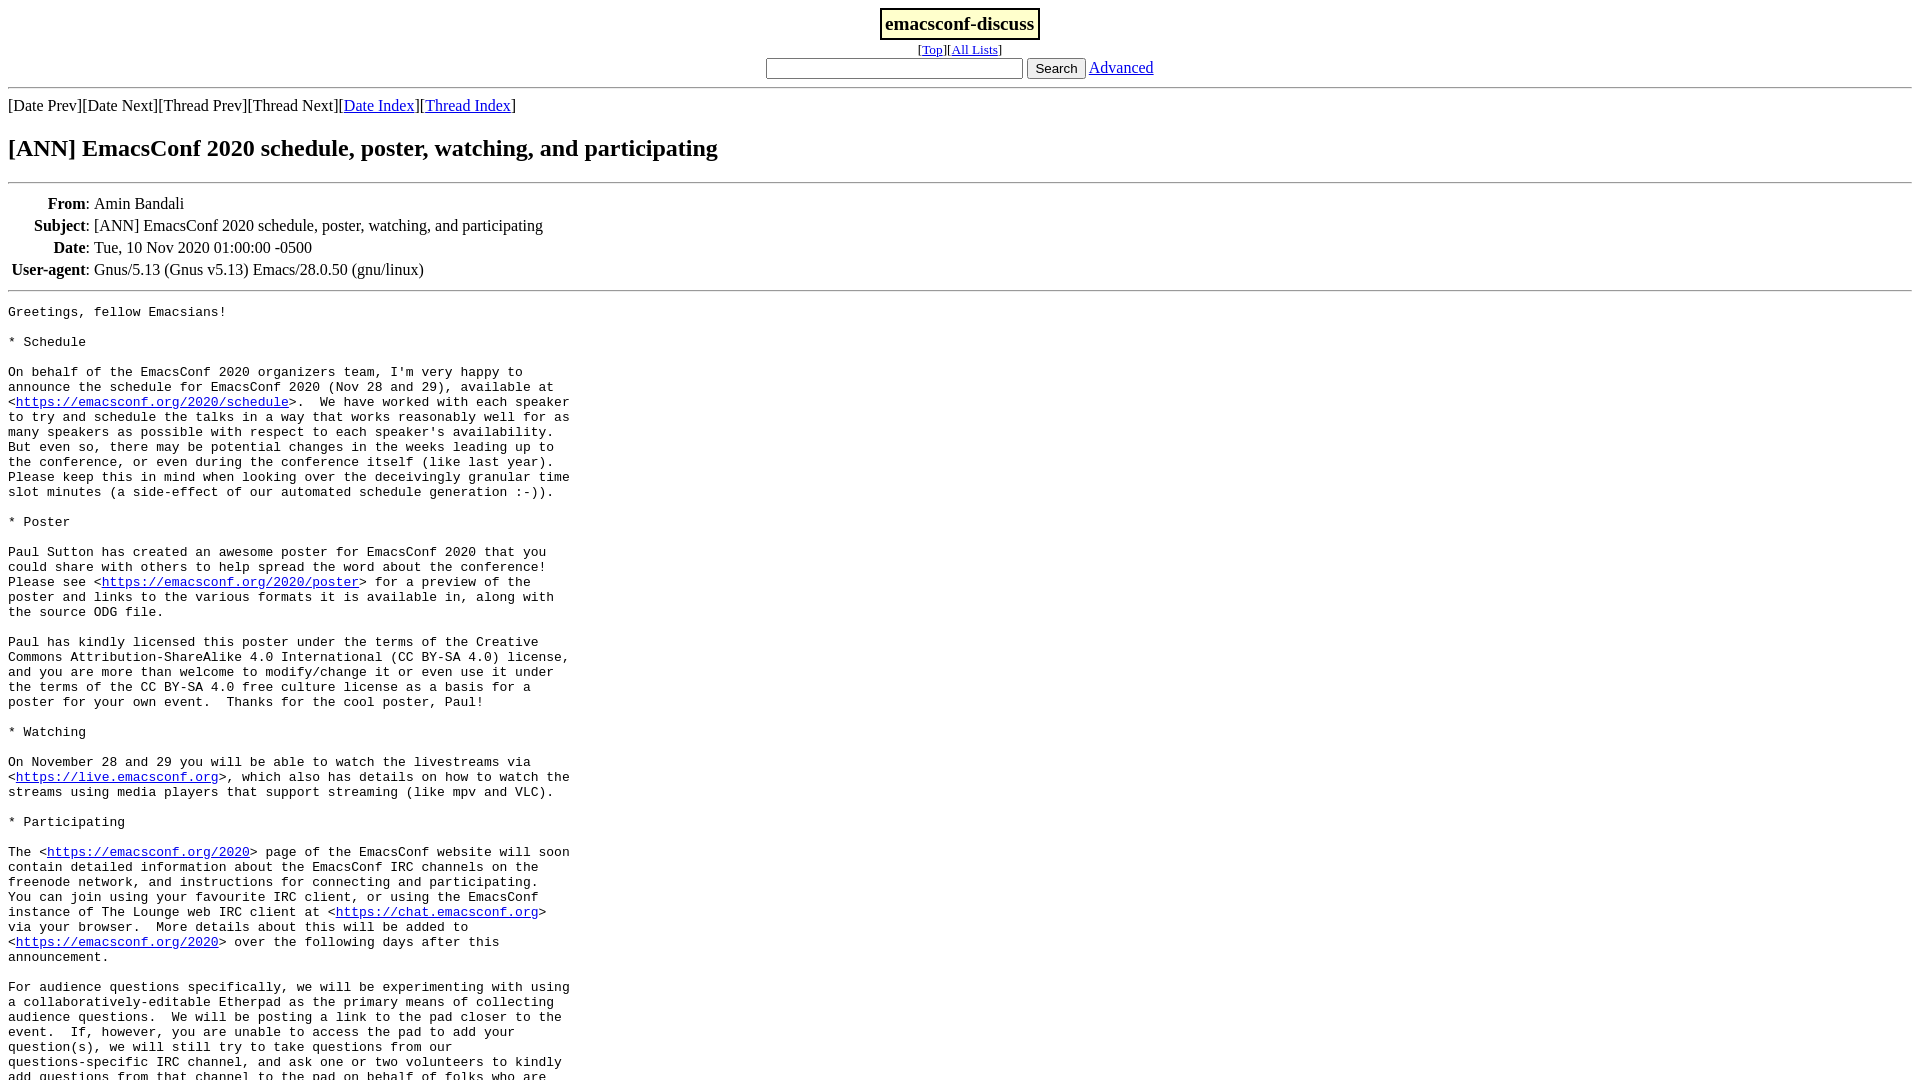 emacsconf-discuss
[Top][All Lists]
Search Advanced
[Date Prev][Date Next][Thread Prev][Thread Next][Date Index][Thread Index]
[ANN] EmacsConf 2020 schedule, poster, watching, and participating
From: Amin Bandali
Subject: [ANN] EmacsConf 2020 schedule, poster, watching, and participating
Date: Tue, 10 Nov 2020 01:00:00 -0500
User-agent: Gnus/5.13 (Gnus v5.13) Emacs/28.0.50 (gnu/linux)
Greetings, fellow Emacsians!
* Schedule
On behalf of the EmacsConf 2020 organizers team, I'm very happy to
announce the schedule for EmacsConf 2020 (Nov 28 and 29), available at
<https://emacsconf.org/2020/schedule>.  We have worked with each speaker
to try and schedule the talks in a way that works reasonably well for as
many speakers as possible with respect to each speaker's availability.
But even so, there may be potential changes in the weeks leading up to
the conference, or even during the conference itself (like last year).
Please keep this in mind when looking over the deceivingly granular time
slot minutes (a side-effect of our automated schedule generation :-)).
* Poster
Paul Sutton has created an awesome poster for EmacsConf 2020 that you
could share with others to help spread the word about the conference!
Please see <https://emacsconf.org/2020/poster> for a preview of the
poster and links to the various formats it is available in, along with
the source ODG file.
Paul has kindly licensed this poster under the terms of the Creative
Commons Attribution-ShareAlike 4.0 International (CC BY-SA 4.0) license,
and you are more than welcome to modify/change it or even use it under
the terms of the CC BY-SA 4.0 free culture license as a basis for a
poster for your own event.  Thanks for the cool poster, Paul!
* Watching
On November 28 and 29 you will be able to watch the livestreams via
<https://live.emacsconf.org>, which also has details on how to watch the
streams using media players that support streaming (like mpv and VLC).
* Participating
The <https://emacsconf.org/2020> page of the EmacsConf website will soon
contain detailed information about the EmacsConf IRC channels on the
freenode network, and instructions for connecting and participating.
You can join using your favourite IRC client, or using the EmacsConf
instance of The Lounge web IRC client at <https://chat.emacsconf.org>
via your browser.  More details about this will be added to
<https://emacsconf.org/2020> over the following days after this
announcement.
For audience questions specifically, we will be experimenting with using
a collaboratively-editable Etherpad as the primary means of collecting
audience questions.  We will be posting a link to the pad closer to the
event.  If, however, you are unable to access the pad to add your
question(s), we will still try to take questions from our
questions-specific IRC channel, and ask one or two volunteers to kindly
add questions from that channel to the pad on behalf of folks who are